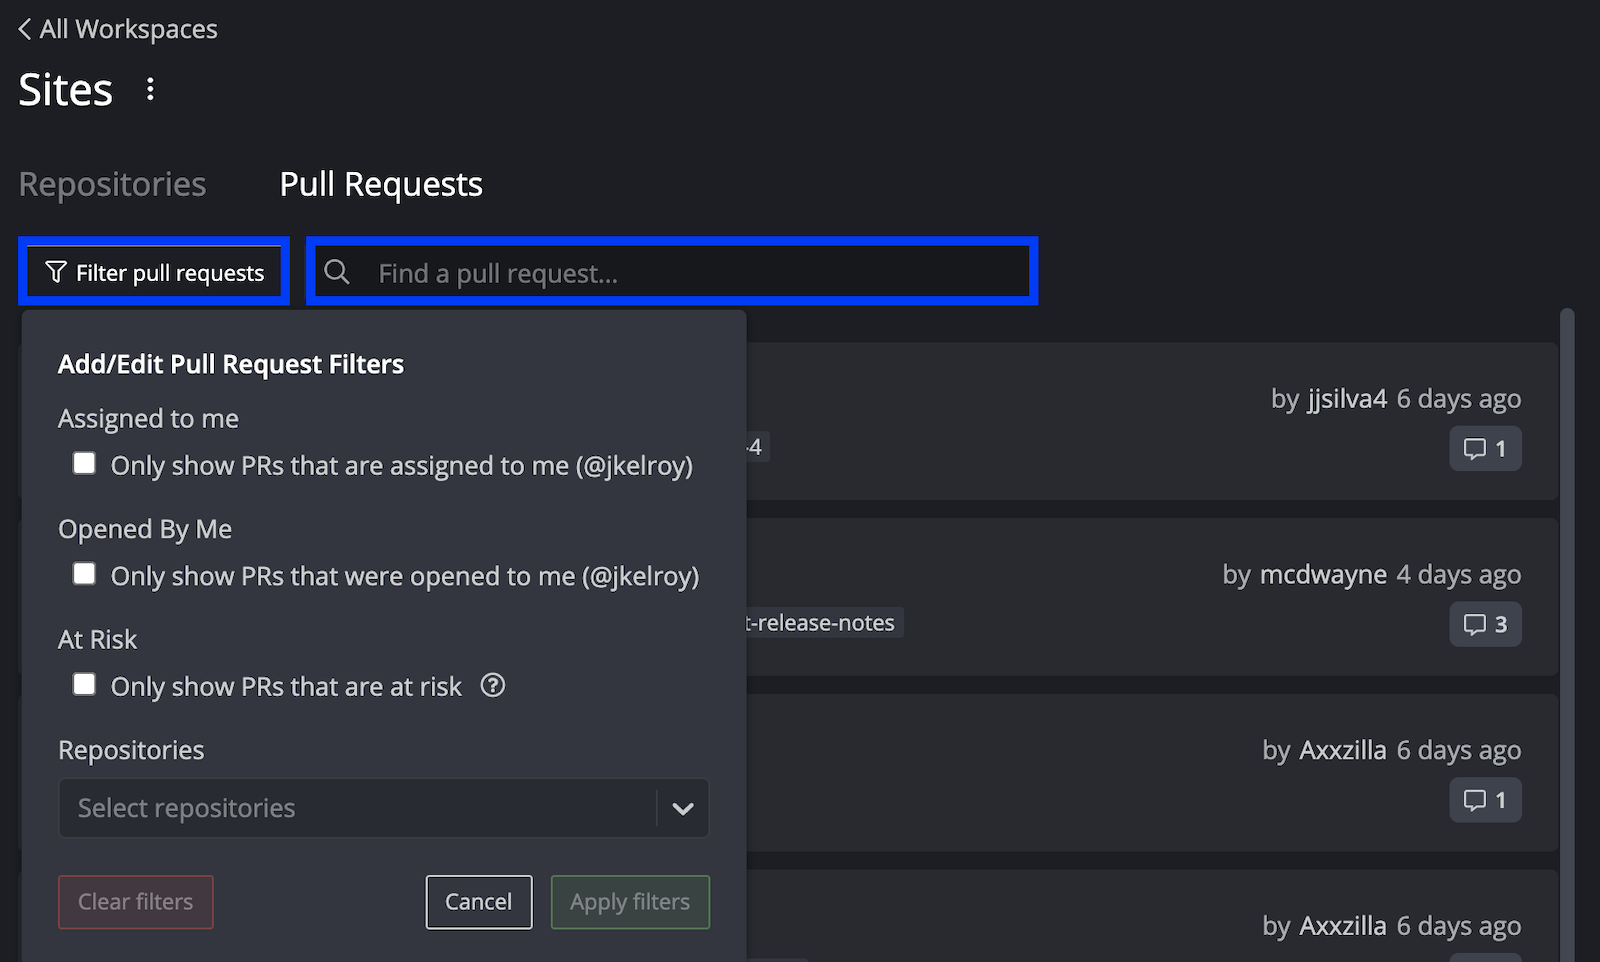 All Workspaces
Sites
Repositories Pull Requests
Filter pull requests Find a pull request...
Add/Edit Pull Request Filters
Assigned to me
Only show PRs that are assigned to me (@jkelroy)
Opened By Me
Only show PRs that were opened to me (@jkelroy)
At Risk
Only show PRs that are at risk
Repositories
Select repositories
Clear filters Cancel Apply filters
by jjsilva4 6 days ago
-4 1
by mcdwayne 4 days ago
t-release-notes 3
by Axxzilla 6 days ago
1
by Axxzilla 6 days ago